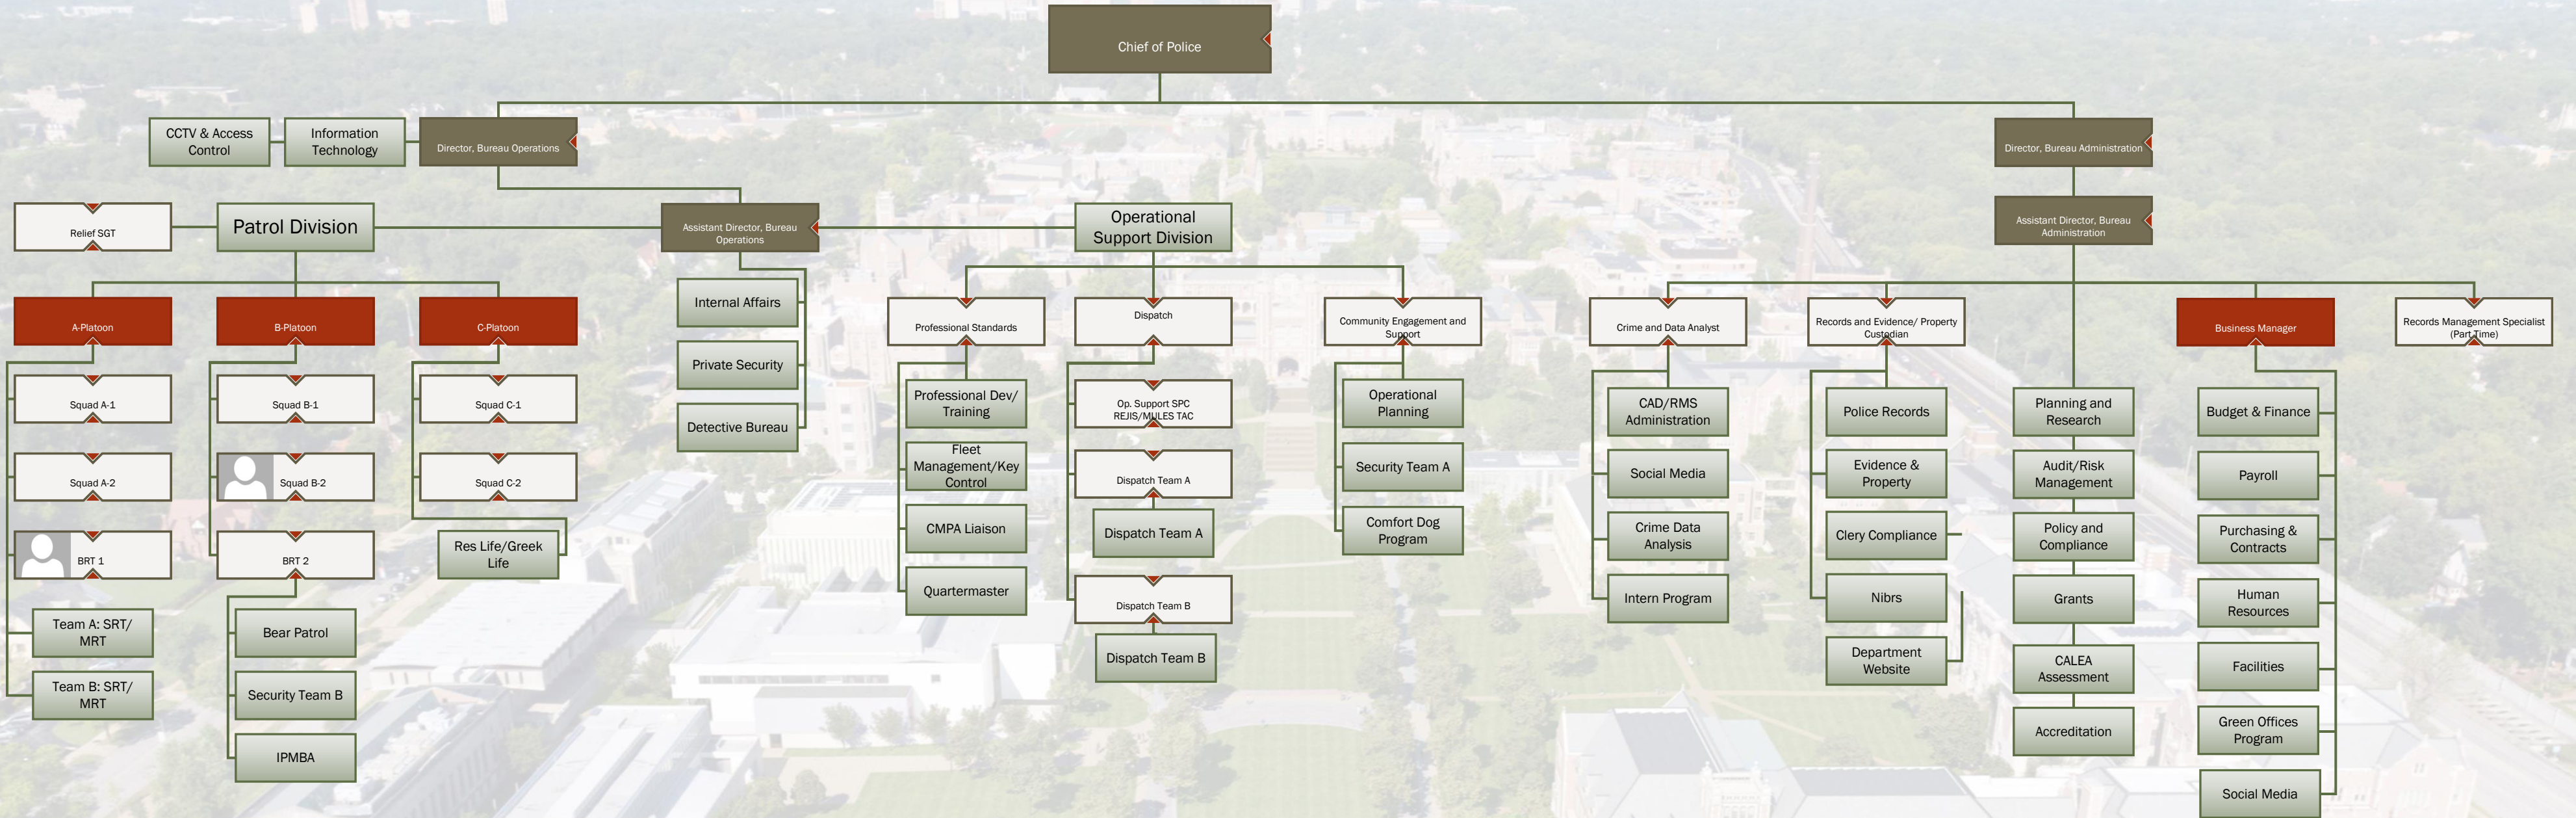 Chief of Police
CCTV & Access
Control
Information
Technology
Director, Bureau Operations
Director, Bureau Administration
Relief SGT
Patrol Division
Assistant Director, Bureau
Operations
Operational
Support Division
Assistant Director, Bureau
Administration
A-Platoon
B-Platoon
C-Platoon
Internal Affairs
Private Security
Detective Bureau
Professional Standards
Dispatch
Community Engagement and
Support
Crime and Data Analyst
Records and Evidence/ Property
Custodian
Business Manager
Records Management Specialist
(Part Time)
Squad A-1
Squad A-2
BRT 1
Team A: SRT/
MRT
Team B: SRT/
MRT
Squad B-1
Squad B-2
BRT 2
Bear Patrol
Security Team B
IPMBA
Squad C-1
Squad C-2
Res Life/Greek
Life
Professional Dev/
Training
Fleet
Management/Key
Control
CMPA Liaison
Quartermaster
Op. Support SPC
REJIS/MULES TAC
Dispatch Team A
Dispatch Team A
Dispatch Team B
Dispatch Team B
Operational
Planning
Security Team A
Comfort Dog
Program
CAD/RMS
Administration
Social Media
Crime Data
Analysis
Intern Program
Police Records
Evidence &
Property
Clery Compliance
Nibrs
Department
Website
Planning and
Research
Audit/Risk
Management
Policy and
Compliance
Grants
CALEA
Assessment
Accreditation
Budget & Finance
Payroll
Purchasing &
Contracts
Human
Resources
Facilities
Green Offices
Program
Social Media